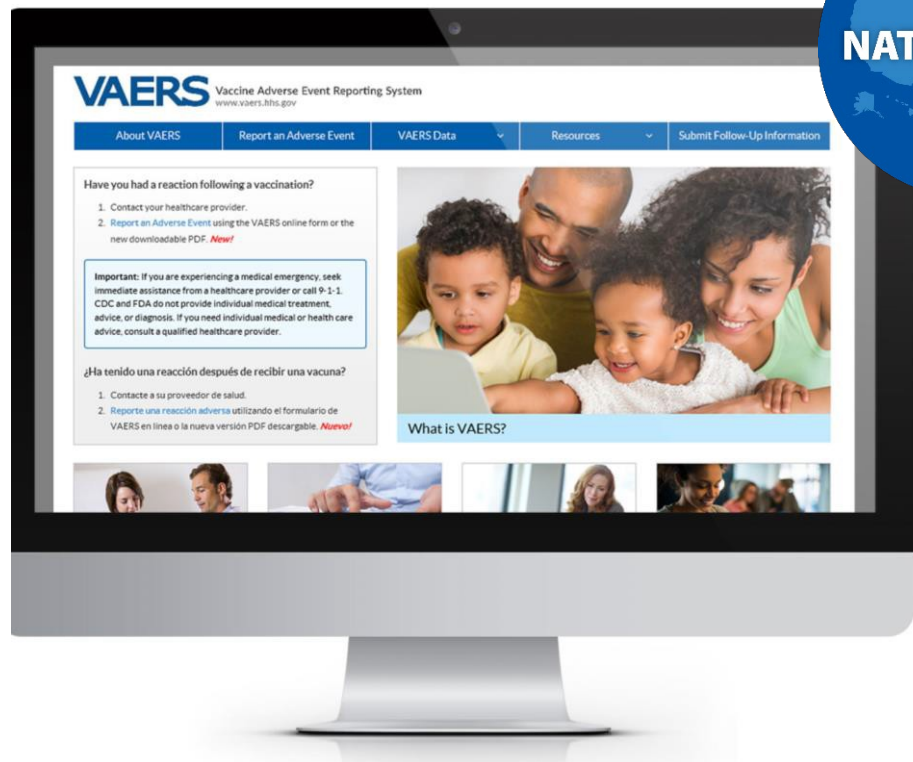 NAT
VAERS Vaccine Adverse Event Reporting System
www.vaers.hhs.gov
About VAERS Report an Adverse Event VAERS Data Resources Submit Follow-Up Information
Have you had a reaction following a vaccination?
1. Contact your healthcare provider.
2. Report an Adverse Event using the VAERS online form or the
new downloadable PDF. New!
Important: If you are experiencing a medical emergency, seek
immediate assistance from a healthcare provider or call 9-1-1.
CDC and FDA do not provide individual medical treatment,
advice, or diagnosis. If you need individual medical or health care
advice, consult a qualified healthcare provider.
¿Ha tenido una reacción después de recibir una vacuna?
1. Contacte a su proveedor de salud.
2. Reporte una reacción adversa utilizando el formulario de
VAERS en línea o la nueva versión PDF descargable. Nuevo!
What is VAERS?